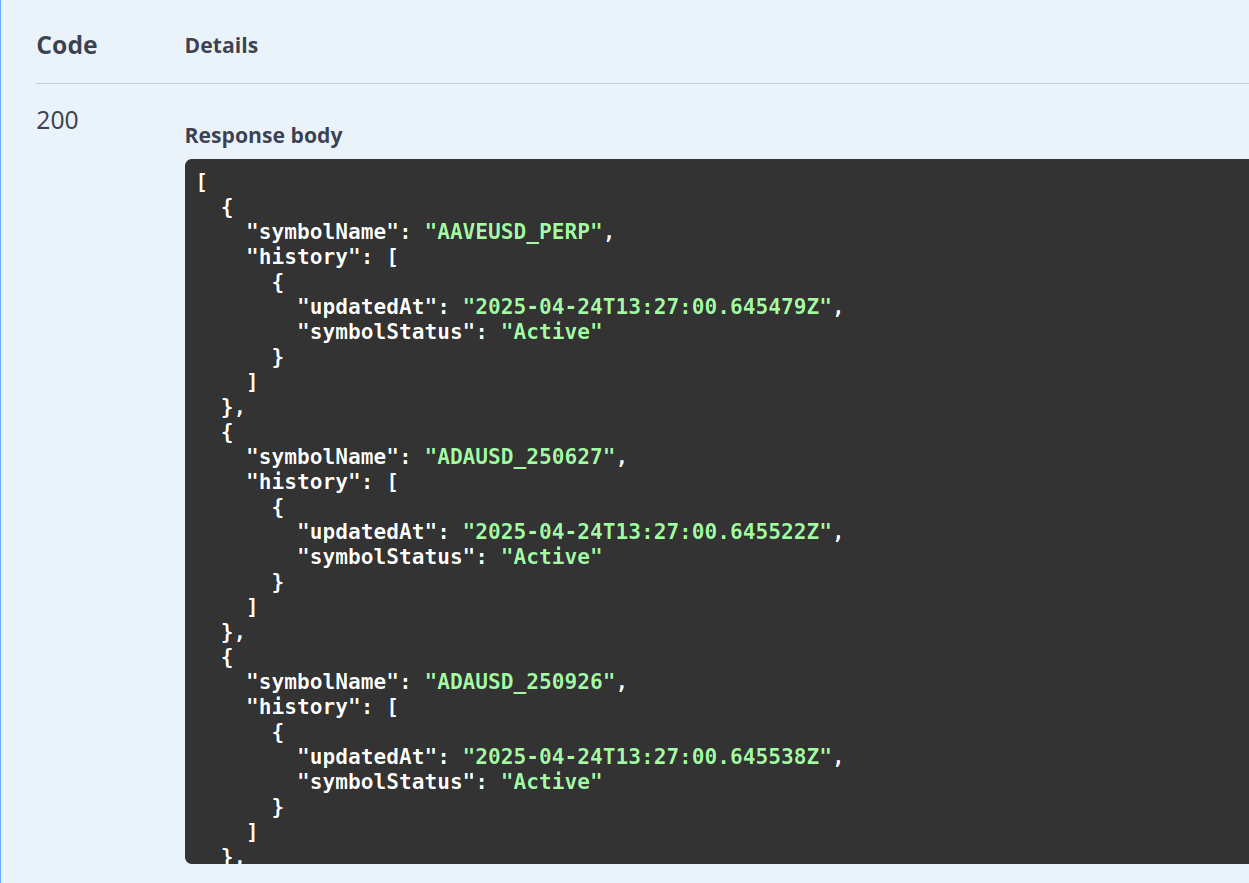 Code Details
200
Response body
[
  {
    "symbolName": "AAVEUSD_PERP",
    "history": [
      {
        "updatedAt": "2025-04-24T13:27:00.645479Z",
        "symbolStatus": "Active"
      }
    ]
  },
  {
    "symbolName": "ADAUSD_250627",
    "history": [
      {
        "updatedAt": "2025-04-24T13:27:00.645522Z",
        "symbolStatus": "Active"
      }
    ]
  },
  {
    "symbolName": "ADAUSD_250926",
    "history": [
      {
        "updatedAt": "2025-04-24T13:27:00.645538Z",
        "symbolStatus": "Active"
      }
    ]
  },